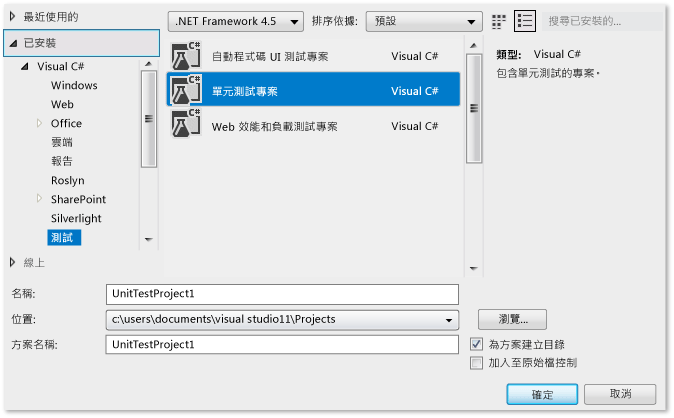 最近使用的
.NET Framework 4.5
排序依據: 預設
搜尋已安裝的...
已安裝
Visual C#
Windows
Web
Office
雲端
報告
Roslyn
SharePoint
Silverlight
測試
線上
C# 自動程式碼 UI 測試專案 Visual C#
C# 單元測試專案 Visual C#
C# Web 效能和負載測試專案 Visual C#
類型: Visual C#
包含單元測試的專案。
名稱: UnitTestProject1
位置: c:\users\documents\visual studio11\Projects 瀏覽...
方案名稱: UnitTestProject1
為方案建立目錄
加入至原始檔控制
確定 取消